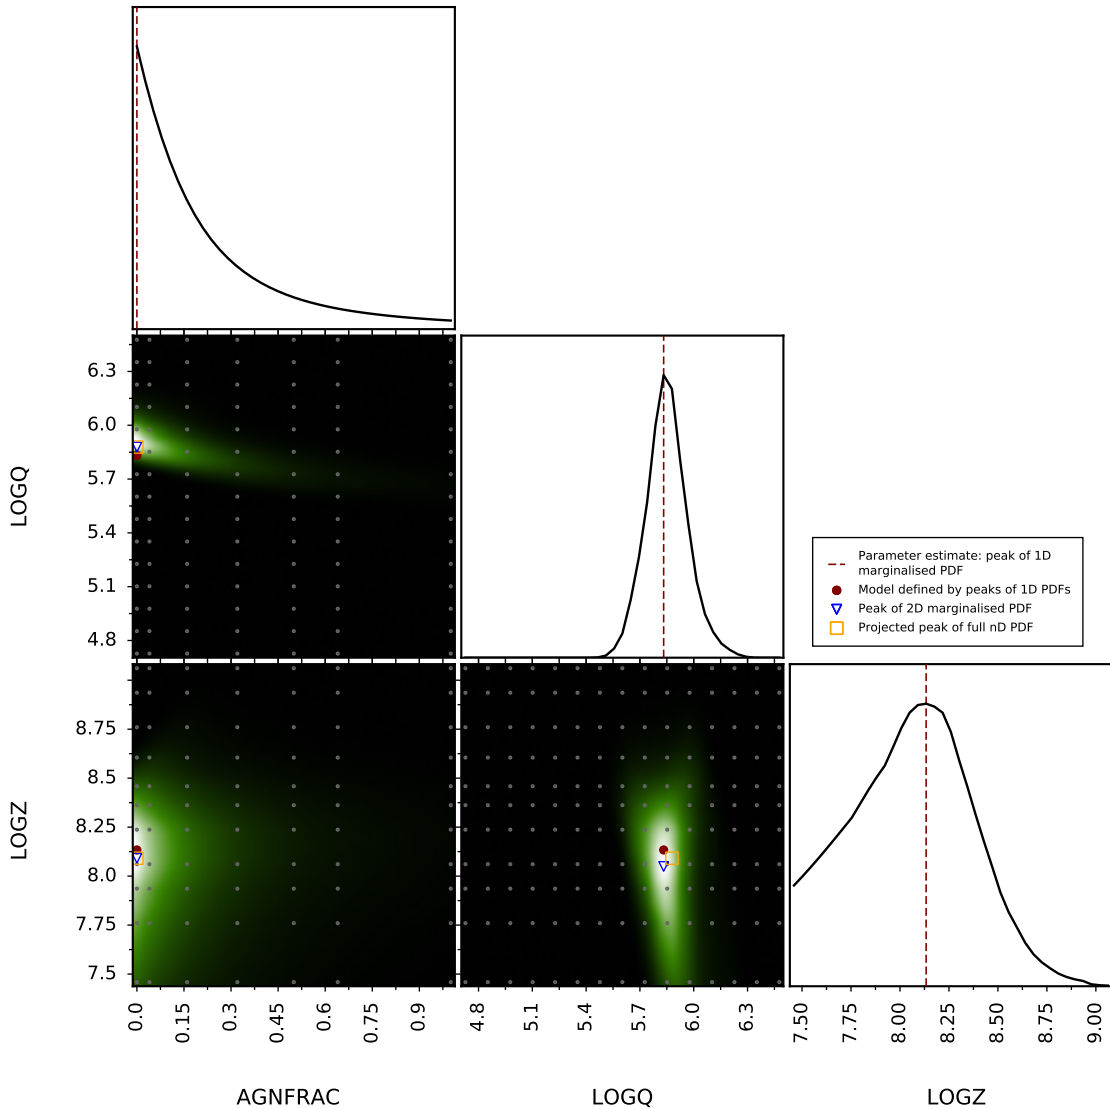 6.3
6.0
5.7
5.4
5.1
4.8
LOGQ
Parameter estimate: peak of 1D
marginalised PDF
Model defined by peaks of 1D PDFs
Peak of 2D marginalised PDF
Projected peak of full nD PDF
8.75
8.5
8.25
8.0
7.75
7.5
LOGZ
0.0 0.15 0.3 0.45 0.6 0.75 0.9
4.8 5.1 5.4 5.7 6.0 6.3
7.50 7.75 8.00 8.25 8.50 8.75 9.00
AGNFRAC LOGQ LOGZ